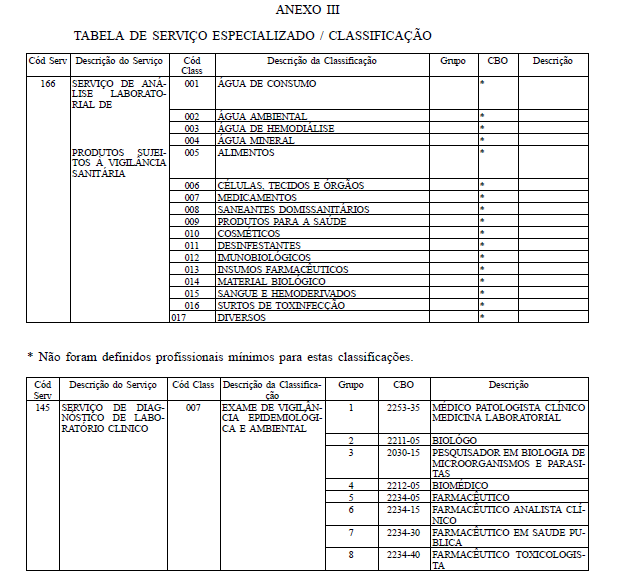 ANEXO III
TABELA DE SERVIÇO ESPECIALIZADO / CLASSIFICAÇÃO
Cód Serv Descrição do Serviço Cód Class Descrição da Classificação Grupo CBO Descrição
166 SERVIÇO DE ANÁ- 001 ÁGUA DE CONSUMO *
LISE LABORATO-
RIAL DE
002 ÁGUA AMBIENTAL *
003 ÁGUA DE HEMODIÁLISE *
004 ÁGUA MINERAL *
PRODUTOS SUJEI- 005 ALIMENTOS *
TOS À VIGILÂNCIA
SANITÁRIA
006 CÉLULAS, TECIDOS E ÓRGÃOS *
007 MEDICAMENTOS *
008 SANEANTES DOMISSANITÁRIOS *
009 PRODUTOS PARA A SAÚDE *
010 COSMÉTICOS *
011 DESINFESTANTES *
012 IMUNOBIOLÓGICOS *
013 INSUMOS FARMACÊUTICOS *
014 MATERIAL BIOLÓGICO *
015 SANGUE E HEMODERIVADOS *
016 SURTOS DE TOXINFECÇÃO *
017 DIVERSOS *
* Não foram definidos profissionais mínimos para estas classificações.
Cód Serv Descrição do Serviço Cód Class Descrição da Classifica- Grupo CBO Descrição
ção
145 SERVIÇO DE DIAG- 007 EXAME DE VIGILÂN- 1 2253-35 MÉDICO PATOLOGISTA CLÍNICO
NÓSTICO DE LABO- CIA EPIDEMIOLÓGI- MEDICINA LABORATORIAL
RATÓRIO CLINICO CA E AMBIENTAL
2 2211-05 BIOLÓGO
3 2030-15 PESQUISADOR EM BIOLOGIA DE
MICROORGANISMOS E PARASI-
TAS
4 2212-05 BIOMÉDICO
5 2234-05 FARMACÊUTICO
6 2234-15 FARMACÊUTICO ANALISTA CLÍ-
NICO
7 2234-30 FARMACÊUTICO EM SAUDE PU-
BLICA
8 2234-40 FARMACÊUTICO TOXICOLOGIS-
TA